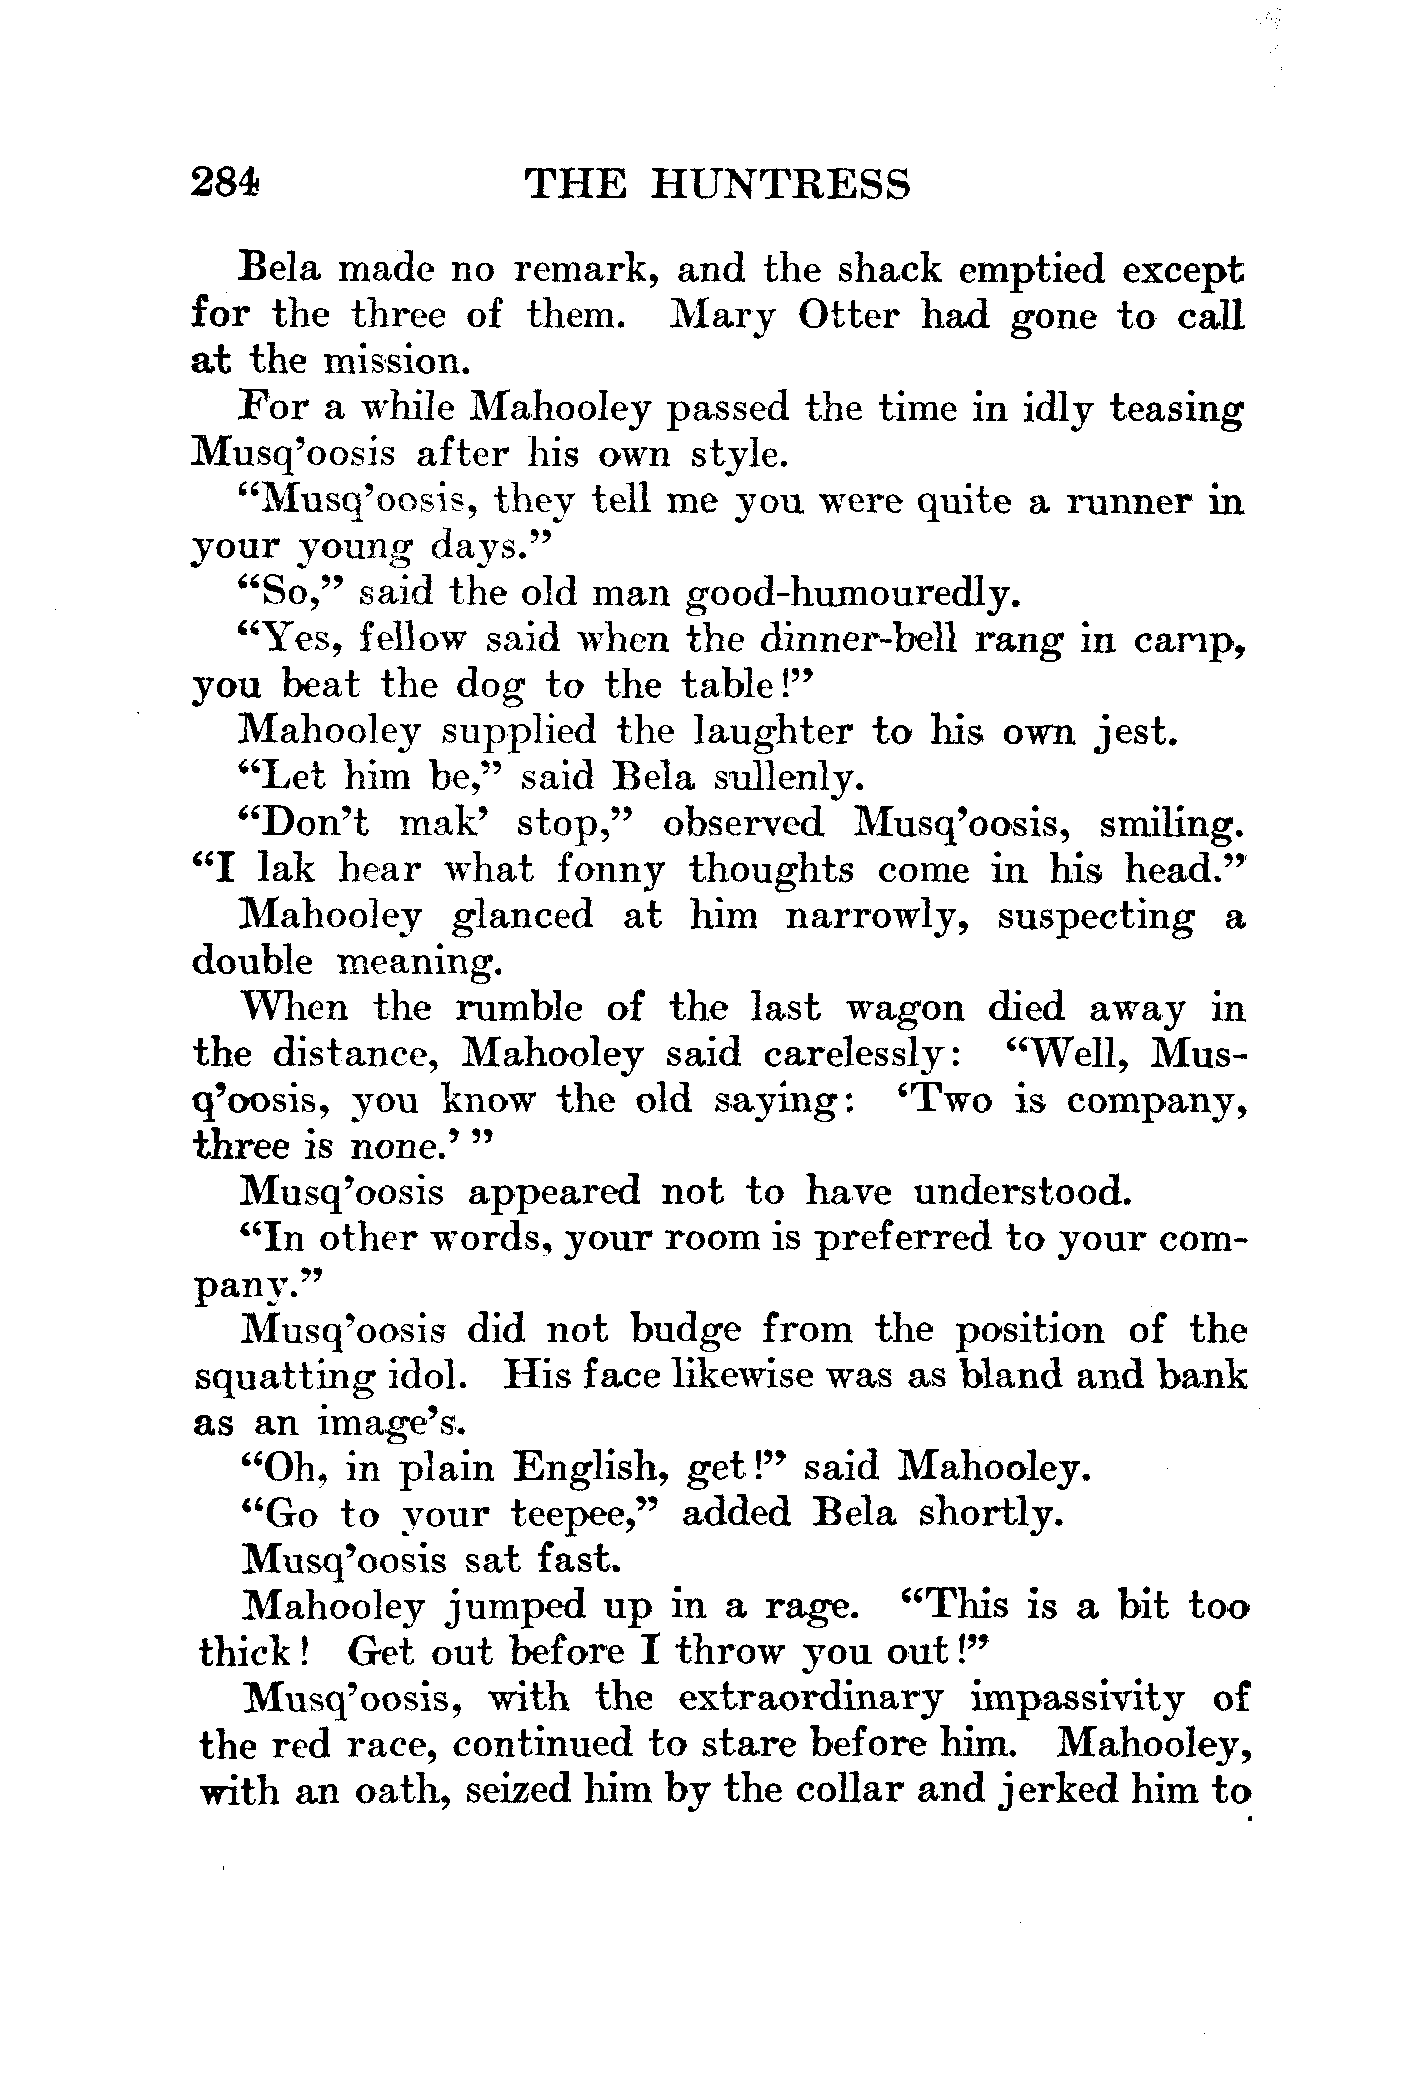 284 THE HUNTRESS
Bela made no remark, and the shack emptied except
for the three of them. Mary Otter had gone to call
at the mission.
For a while Mahooley passed the time in idly teasing
Musq'oosis after his own style.
“Musq'oosis, they tell me you were quite a runner in
your young days.”
“So,” said the old man good-humouredly.
“Yes, fellow said when the dinner-bell rang in camp,
you beat the dog to the table!”
Mahooley supplied the laughter to his own jest.
“Let him be,” said Bela sullenly.
“Don't mak' stop,” observed Musq'oosis, smiling.
“I lak hear what fonny thoughts come in his head.”
Mahooley glanced at him narrowly, suspecting a
double meaning.
When the rumble of the last wagon died away in
the distance, Mahooley said carelessly: “Well, Mus-
q'oosis, you know the old saying: ‘Two is company,
three is none.’ ”
Musq'oosis appeared not to have understood.
“In other words, your room is preferred to your com-
pany.”
Musq'oosis did not budge from the position of the
squatting idol. His face likewise was as bland and bank
as an image's.
“Oh, in plain English, get!” said Mahooley.
“Go to your teepee,” added Bela shortly.
Musq'oosis sat fast.
Mahooley jumped up in a rage. “This is a bit too
thick! Get out before I throw you out!”
Musq'oosis, with the extraordinary impassivity of
the red race, continued to stare before him. Mahooley,
with an oath, seized him by the collar and jerked him to